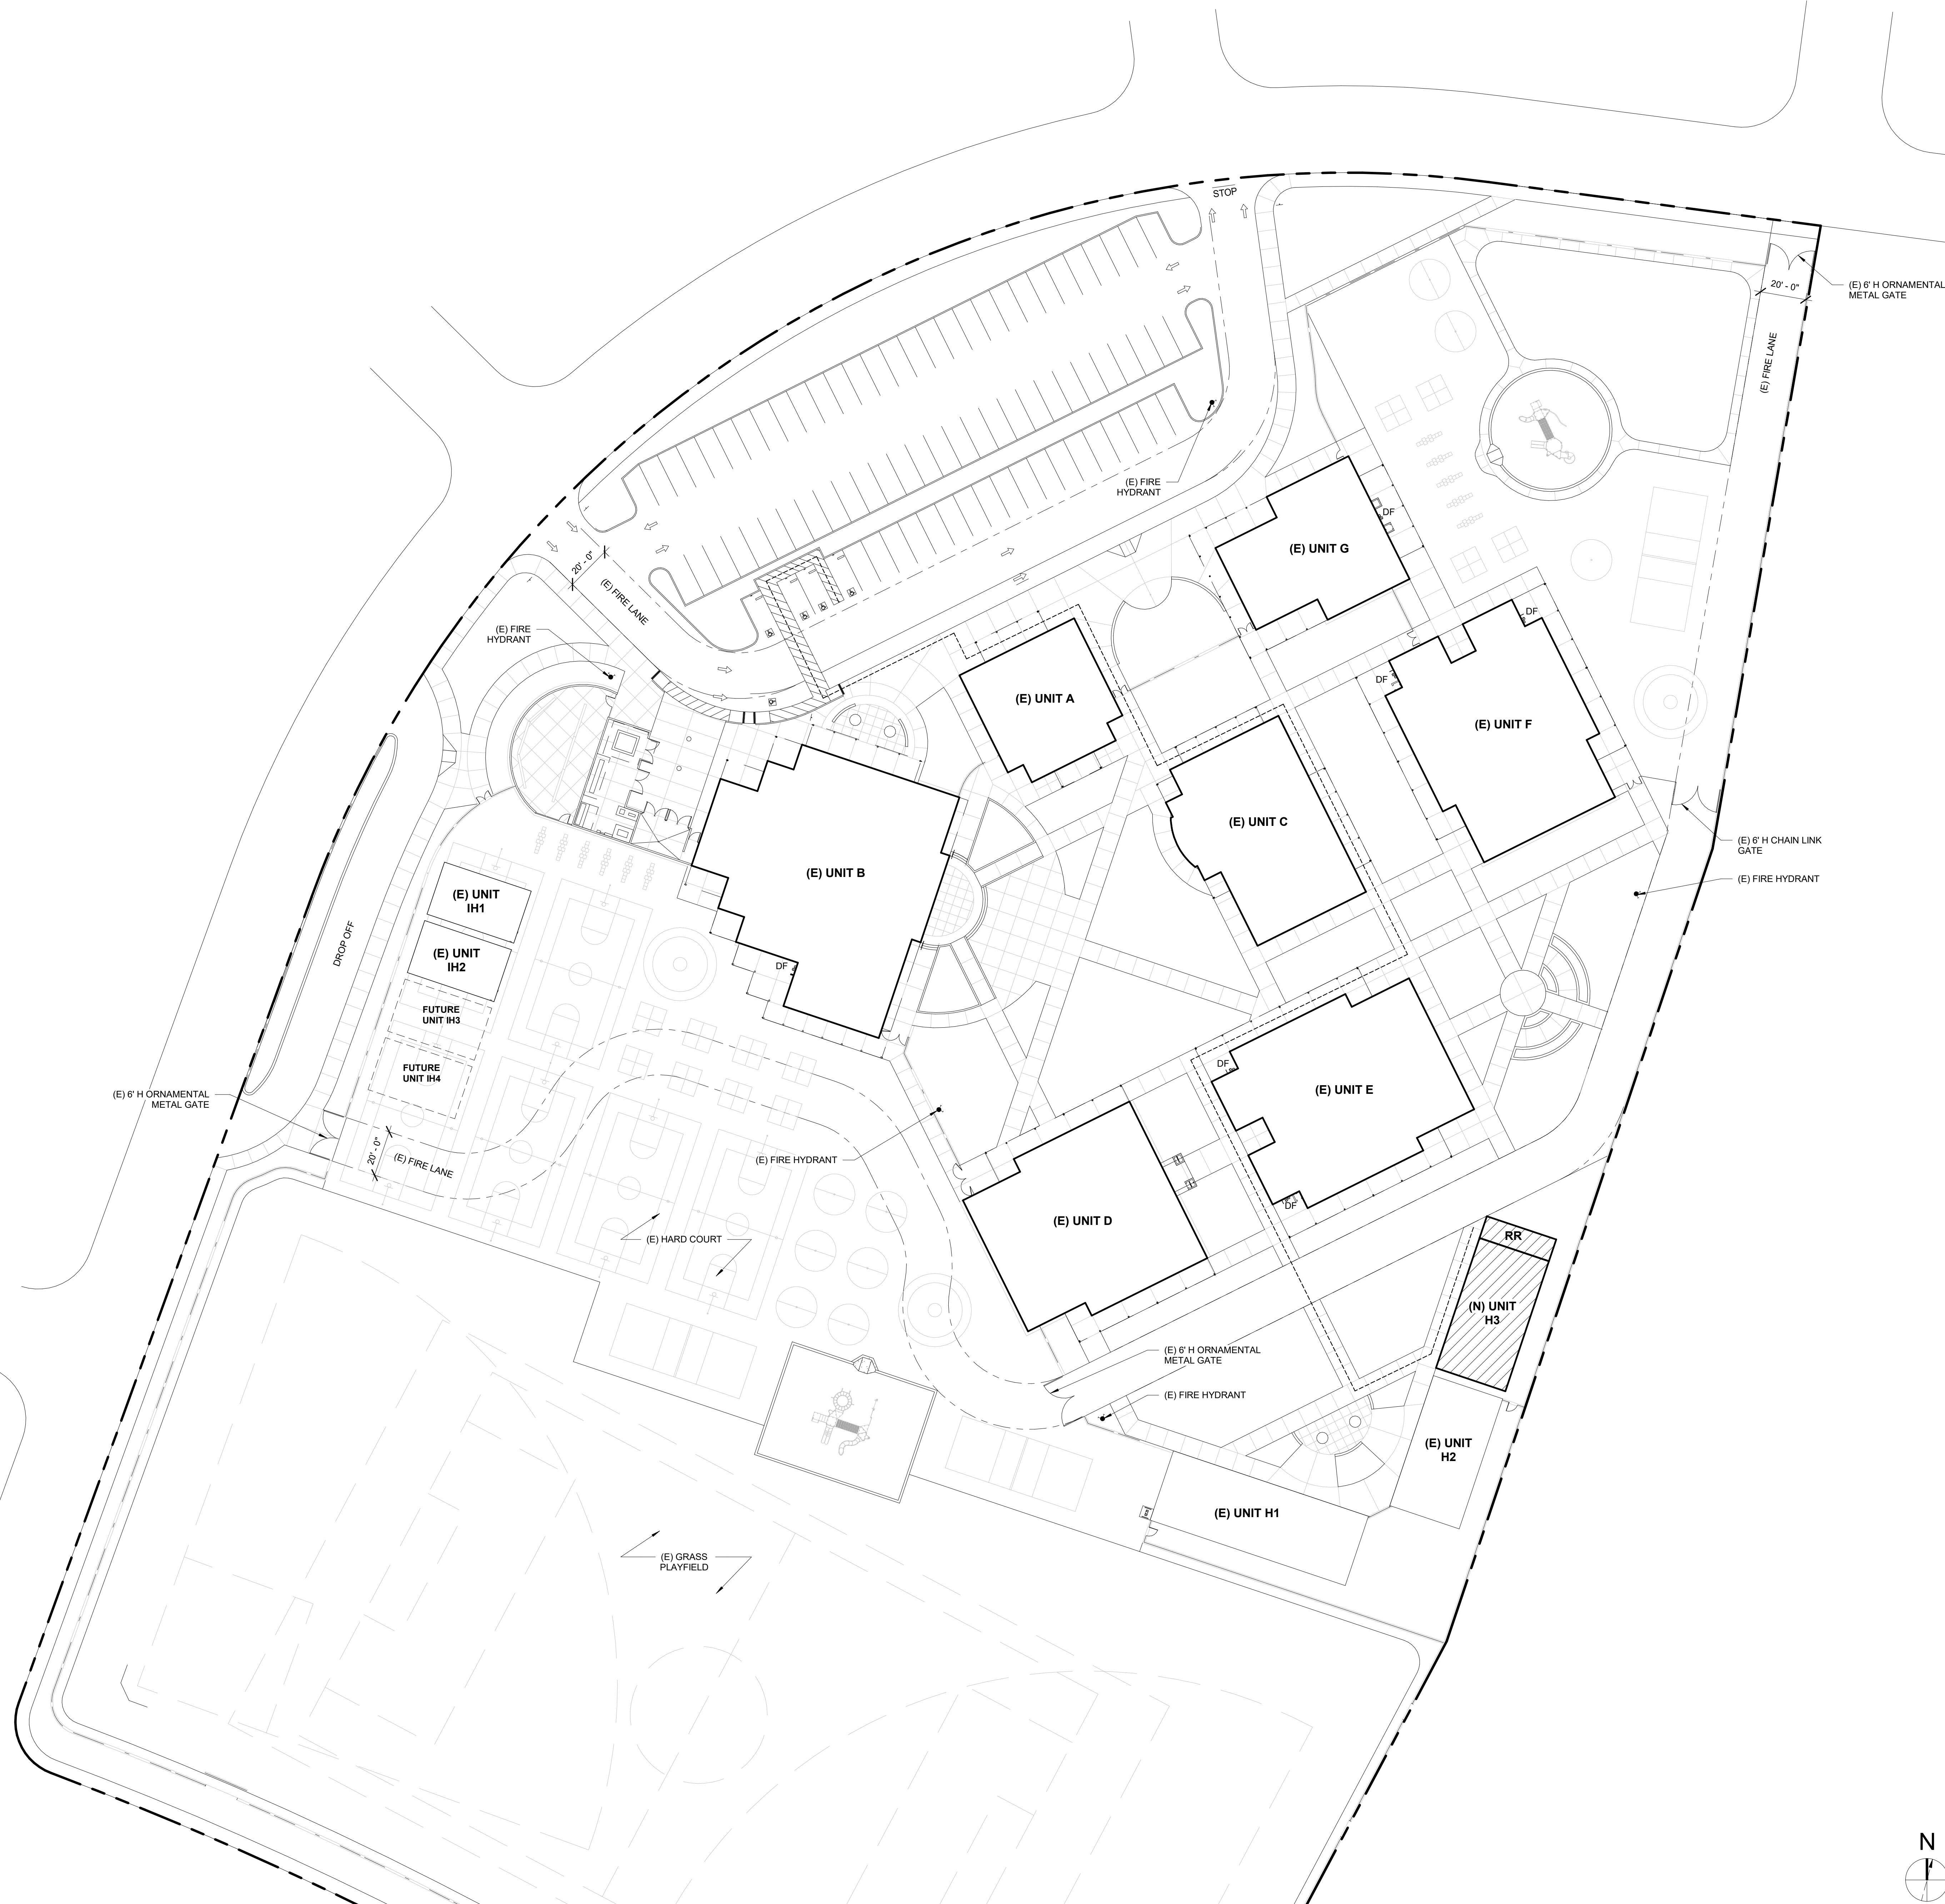 STOP
(E) 6' H ORNAMENTAL
METAL GATE
20' - 0"
(E) FIRE LANE
(E) FIRE
HYDRANT
DF
(E) UNIT G
20' - 0"
(E) FIRE LANE
(E) FIRE
HYDRANT
DF
DF
(E) UNIT A
(E) UNIT F
(E) UNIT C
(E) 6' H CHAIN LINK
GATE
(E) UNIT B
(E) FIRE HYDRANT
(E) UNIT
IH1
DROP OFF
(E) UNIT
IH2
DF
FUTURE
UNIT IH3
FUTURE
UNIT IH4
DF
(E) UNIT E
(E) 6' H ORNAMENTAL
METAL GATE
20' - 0"
(E) FIRE LANE
(E) FIRE HYDRANT
DF
(E) UNIT D
(E) HARD COURT
RR
(N) UNIT
H3
(E) 6' H ORNAMENTAL
METAL GATE
(E) FIRE HYDRANT
(E) UNIT
H2
(E) UNIT H1
(E) GRASS
PLAYFIELD
N